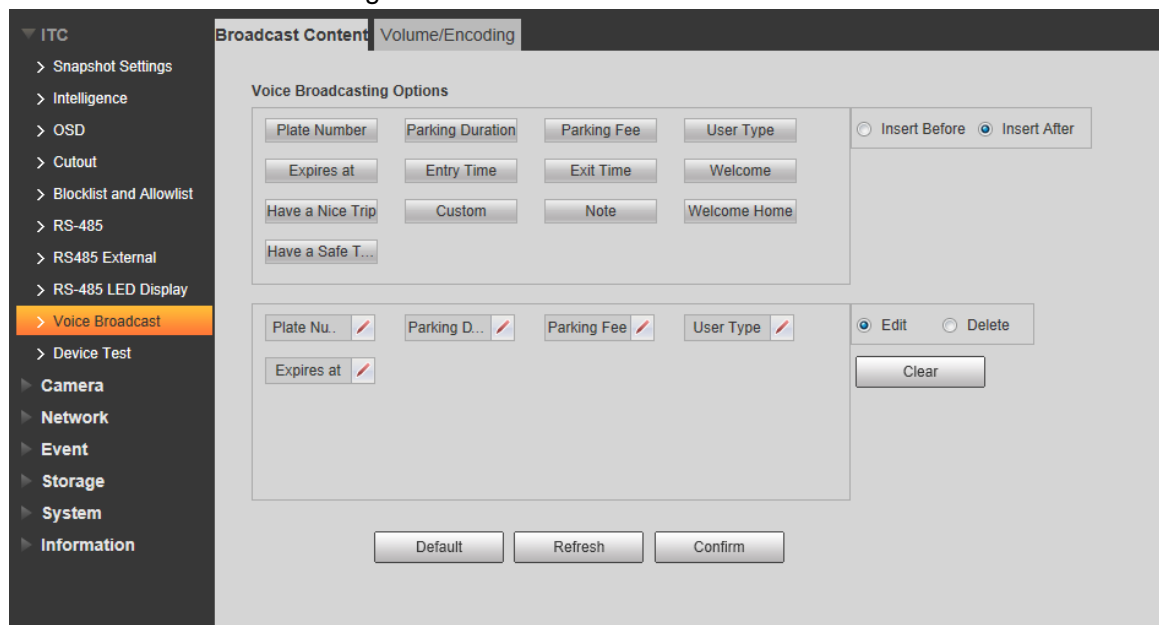 ITC
Snapshot Settings
Intelligence
OSD
Cutout
Blocklist and Allowlist
RS-485
RS485 External
RS-485 LED Display
Voice Broadcast
Device Test
Camera
Network
Event
Storage
System
Information
Broadcast Content Volume/Encoding
Voice Broadcasting Options
Plate Number Parking Duration Parking Fee User Type
Expires at Entry Time Exit Time Welcome
Have a Nice Trip Custom Note Welcome Home
Have a Safe T...
Insert Before Insert After
Plate Nu.. Parking D... Parking Fee User Type
Expires at
Edit Delete
Clear
Default Refresh Confirm